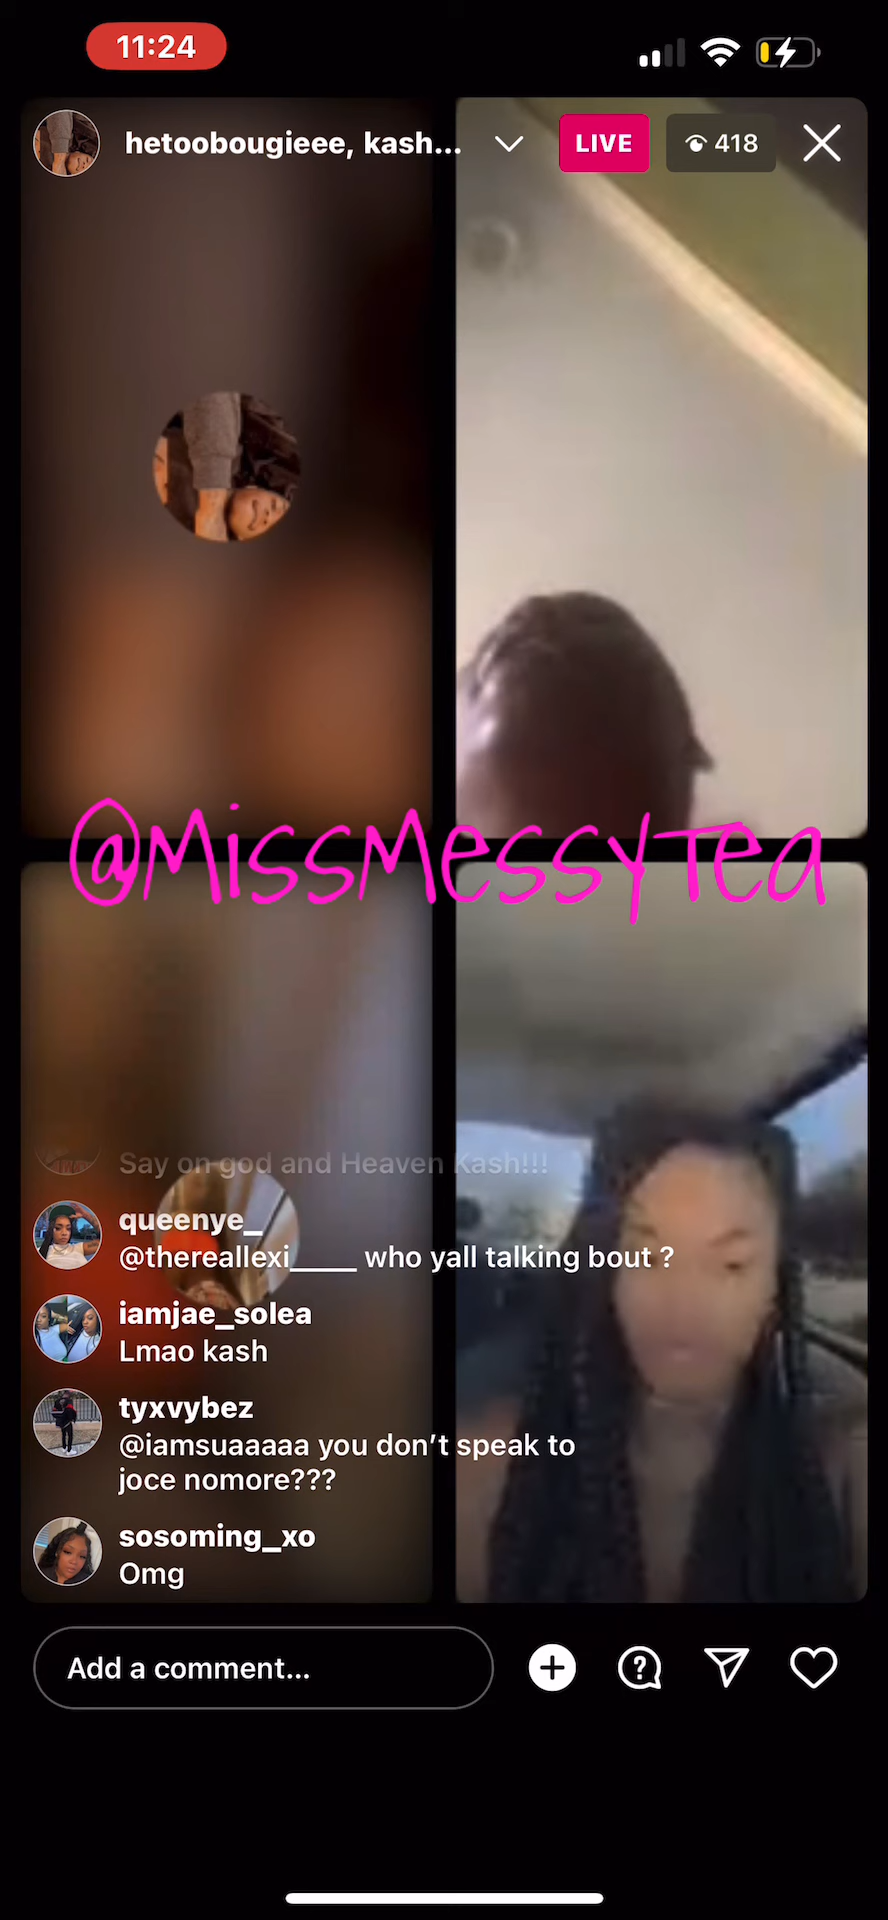 11:24
hetoobougieee, kash...
LIVE
418
@MissMessyTea
Say on god and Heaven Kash!!!
queenye_
@thereallexi____ who yall talking bout ?
iamjae_solea
Lmao kash
tyxvybez
@iamsuaaaaa you don't speak to
joce nomore???
sosoming_xo
Omg
Add a comment...